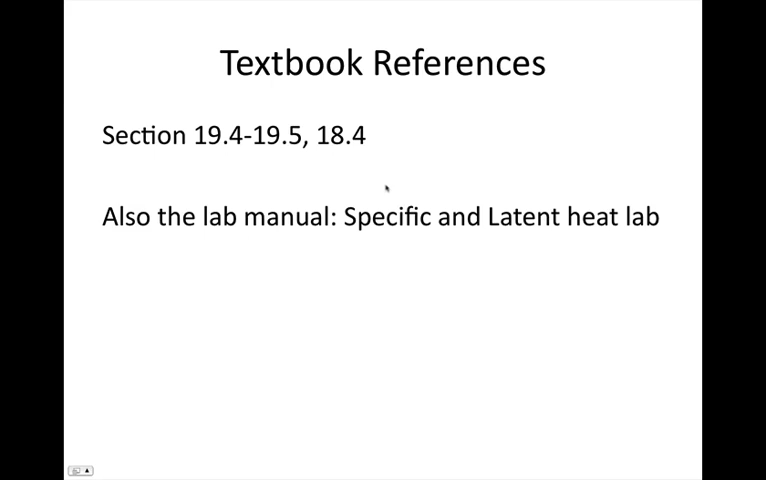 Textbook References
Section 19.4-19.5, 18.4
Also the lab manual: Specific and Latent heat lab